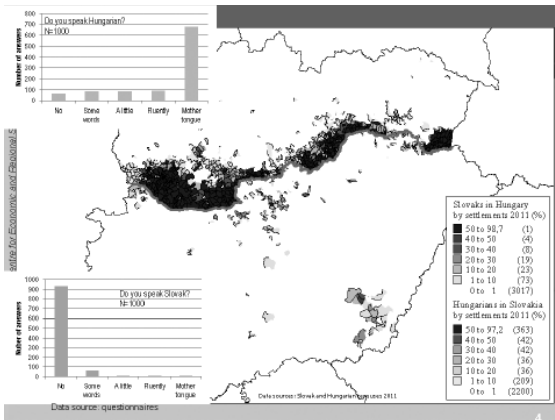 Do you speak Hungarian?
N=1000
Number of answers
800
700
600
500
400
300
200
100
0
No
Some words
A little
Fluently
Mother tongue
Centre for Economic and Regional S
Slovaks in Hungary
by settlements 2011 (%)
50 to 98,7 (1)
40 to 50 (4)
30 to 40 (8)
20 to 30 (19)
10 to 20 (23)
1 to 10 (73)
0 to 1 (3017)
Hungarians in Slovakia
by settlements 2011 (%)
50 to 97,2 (363)
40 to 50 (42)
30 to 40 (42)
20 to 30 (36)
10 to 20 (36)
1 to 10 (209)
0 to 1 (2200)
Do you speak Slovak?
N=1000
Nuber of answers
1000
900
800
700
600
500
400
300
200
100
0
No
Some words
A little
Fluently
Mother tongue
Data source: questionnaires
Data sources: Slovak and Hungarian censuses 2011
4